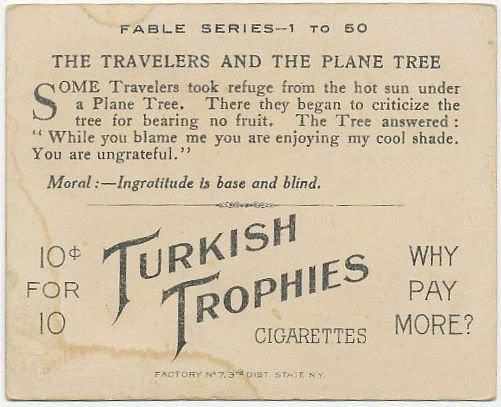 FABLE SERIES--1 TO 50
THE TRAVELERS AND THE PLANE TREE
SOME Travelers took refuge from the hot sun under
a Plane Tree. There they began to criticize the
tree for bearing no fruit. The Tree answered:
“While you blame me you are enjoying my cool shade.
You are ungrateful.”
Moral:—Ingrotitude is base and blind.
10¢
FOR
10
TURKISH
TROPHIES
CIGARETTES
WHY
PAY
MORE?
FACTORY Nº 7, 3RD DIST. STATE N.Y.